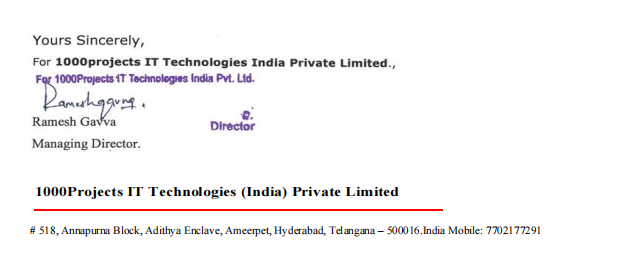 Yours Sincerely,
For 1000projects IT Technologies India Private Limited.,
For 1000Projects IT Technologies India Pvt. Ltd.
Rameshggvng.
Ramesh Gavva
Director
Managing Director.
1000Projects IT Technologies (India) Private Limited
# 518, Annapurna Block, Adithya Enclave, Ameerpet, Hyderabad, Telangana – 500016.India Mobile: 7702177291